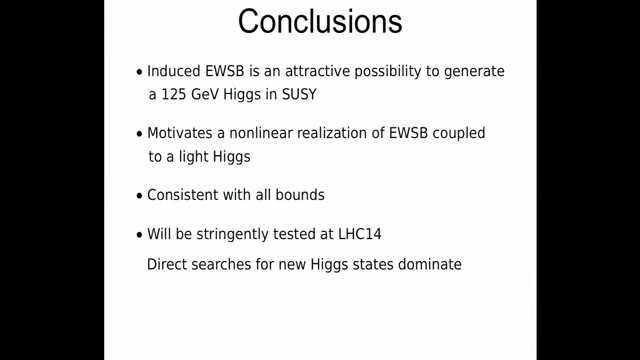 Conclusions
• Induced EWSB is an attractive possibility to generate
a 125 GeV Higgs in SUSY
• Motivates a nonlinear realization of EWSB coupled
to a light Higgs
• Consistent with all bounds
• Will be stringently tested at LHC14
Direct searches for new Higgs states dominate